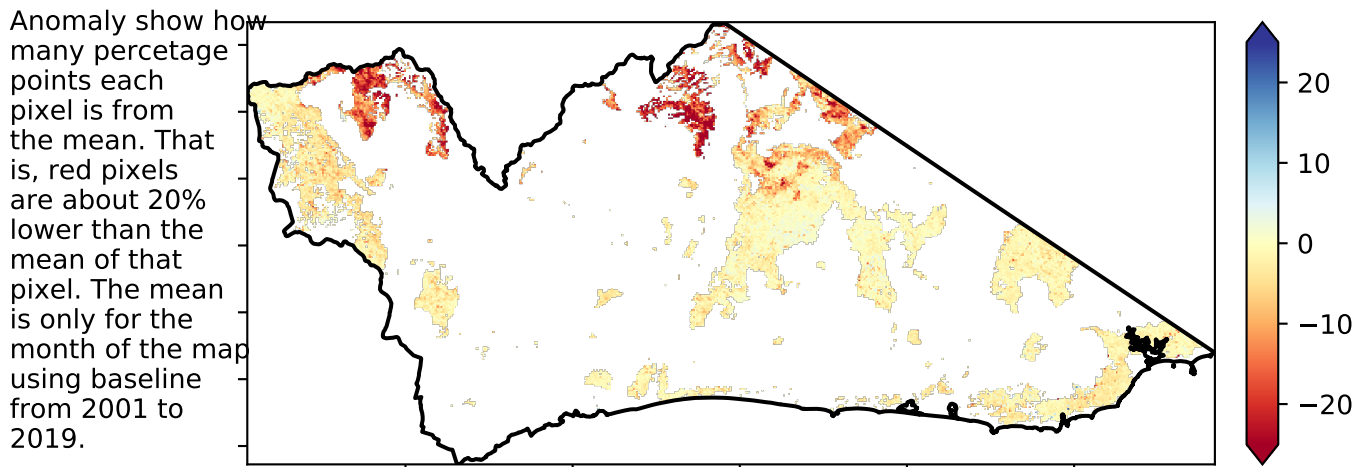 Anomaly show how
many percetage
points each
pixel is from
the mean. That
is, red pixels
are about 20%
lower than the
mean of that
pixel. The mean
is only for the
month of the map
using baseline
from 2001 to
2019.
20
10
0
−10
−20